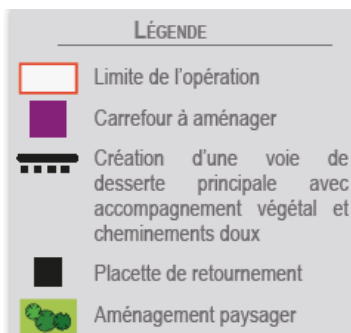 LÉGENDE
Limite de l'opération
Carrefour à aménager
Création d'une voie de
desserte principale avec
accompagnement végétal et
cheminements doux
Placette de retournement
Aménagement paysager